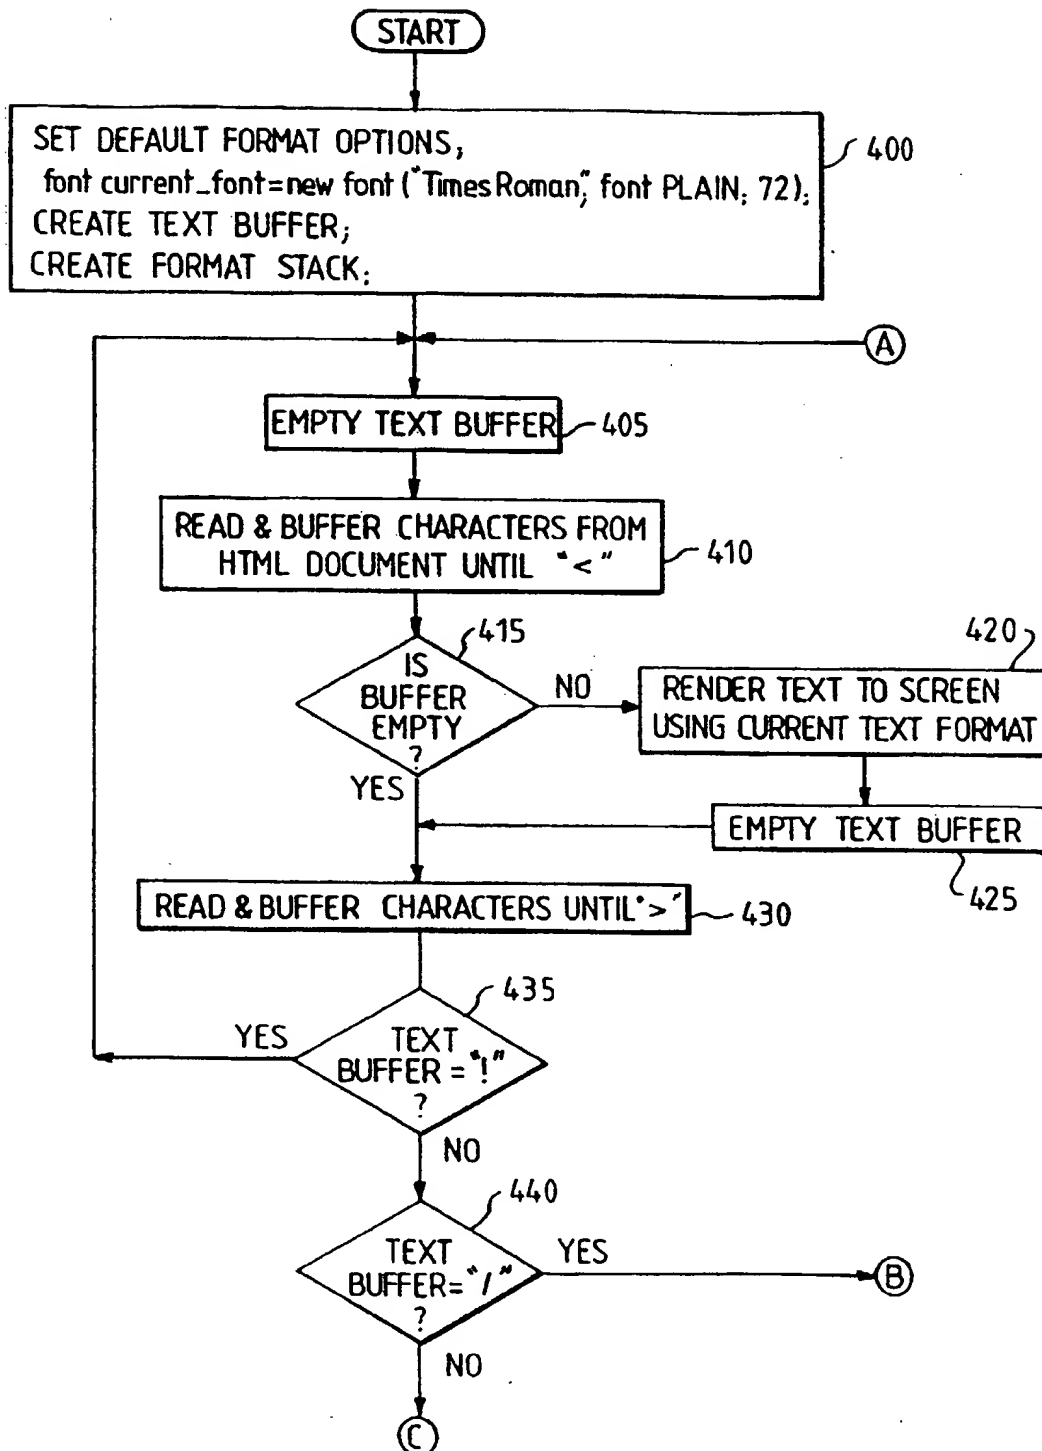 START
SET DEFAULT FORMAT OPTIONS;
font current_font=new font ("Times Roman", font PLAIN; 72);
CREATE TEXT BUFFER;
CREATE FORMAT STACK;
400
A
EMPTY TEXT BUFFER
405
READ & BUFFER CHARACTERS FROM
HTML DOCUMENT UNTIL "<"
410
415
IS
BUFFER
EMPTY
?
NO
YES
420
RENDER TEXT TO SCREEN
USING CURRENT TEXT FORMAT
EMPTY TEXT BUFFER
425
READ & BUFFER CHARACTERS UNTIL ">"
430
435
TEXT
BUFFER = "!"
?
YES
NO
440
TEXT
BUFFER= "/"
?
YES
B
NO
C